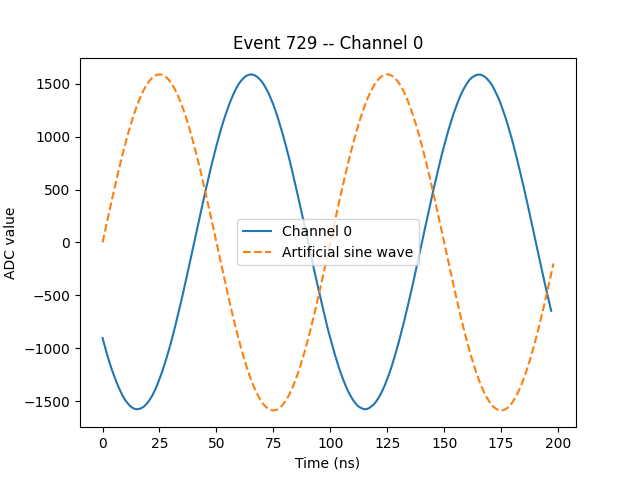 Event 729 -- Channel 0
ADC value
1500
1000
500
0
−500
−1000
−1500
Channel 0
Artificial sine wave
0 25 50 75 100 125 150 175 200
Time (ns)